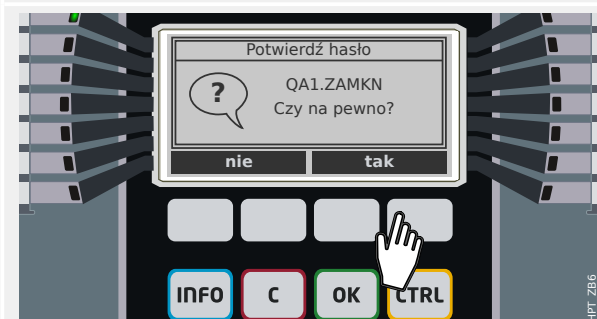 Potwierdź hasło
?
QA1.ZAMKN
Czy na pewno?
nie tak
INFO C OK CTRL
HPT_ZB6